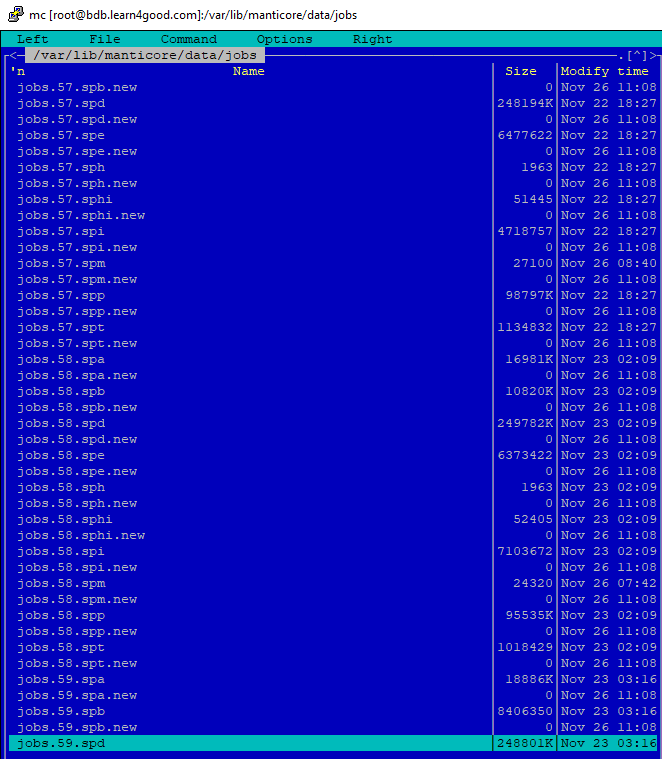 mc [root@bdb.learn4good.com]:/var/lib/manticore/data/jobs
Left File Command Options Right
<— /var/lib/manticore/data/jobs .[^]>
'n Name Size Modify time
jobs.57.spb.new 0 Nov 26 11:08
jobs.57.spd 248194K Nov 22 18:27
jobs.57.spd.new 0 Nov 26 11:08
jobs.57.spe 6477622 Nov 22 18:27
jobs.57.spe.new 0 Nov 26 11:08
jobs.57.sph 1963 Nov 22 18:27
jobs.57.sph.new 0 Nov 26 11:08
jobs.57.sphi 51445 Nov 22 18:27
jobs.57.sphi.new 0 Nov 26 11:08
jobs.57.spi 4718757 Nov 22 18:27
jobs.57.spi.new 0 Nov 26 11:08
jobs.57.spm 27100 Nov 26 08:40
jobs.57.spm.new 0 Nov 26 11:08
jobs.57.spp 98797K Nov 22 18:27
jobs.57.spp.new 0 Nov 26 11:08
jobs.57.spt 1134832 Nov 22 18:27
jobs.57.spt.new 0 Nov 26 11:08
jobs.58.spa 16981K Nov 23 02:09
jobs.58.spa.new 0 Nov 26 11:08
jobs.58.spb 10820K Nov 23 02:09
jobs.58.spb.new 0 Nov 26 11:08
jobs.58.spd 249782K Nov 23 02:09
jobs.58.spd.new 0 Nov 26 11:08
jobs.58.spe 6373422 Nov 23 02:09
jobs.58.spe.new 0 Nov 26 11:08
jobs.58.sph 1963 Nov 23 02:09
jobs.58.sph.new 0 Nov 26 11:08
jobs.58.sphi 52405 Nov 23 02:09
jobs.58.sphi.new 0 Nov 26 11:08
jobs.58.spi 7103672 Nov 23 02:09
jobs.58.spi.new 0 Nov 26 11:08
jobs.58.spm 24320 Nov 26 07:42
jobs.58.spm.new 0 Nov 26 11:08
jobs.58.spp 95535K Nov 23 02:09
jobs.58.spp.new 0 Nov 26 11:08
jobs.58.spt 1018429 Nov 23 02:09
jobs.58.spt.new 0 Nov 26 11:08
jobs.59.spa 18886K Nov 23 03:16
jobs.59.spa.new 0 Nov 26 11:08
jobs.59.spb 8406350 Nov 23 03:16
jobs.59.spb.new 0 Nov 26 11:08
jobs.59.spd 248801K Nov 23 03:16